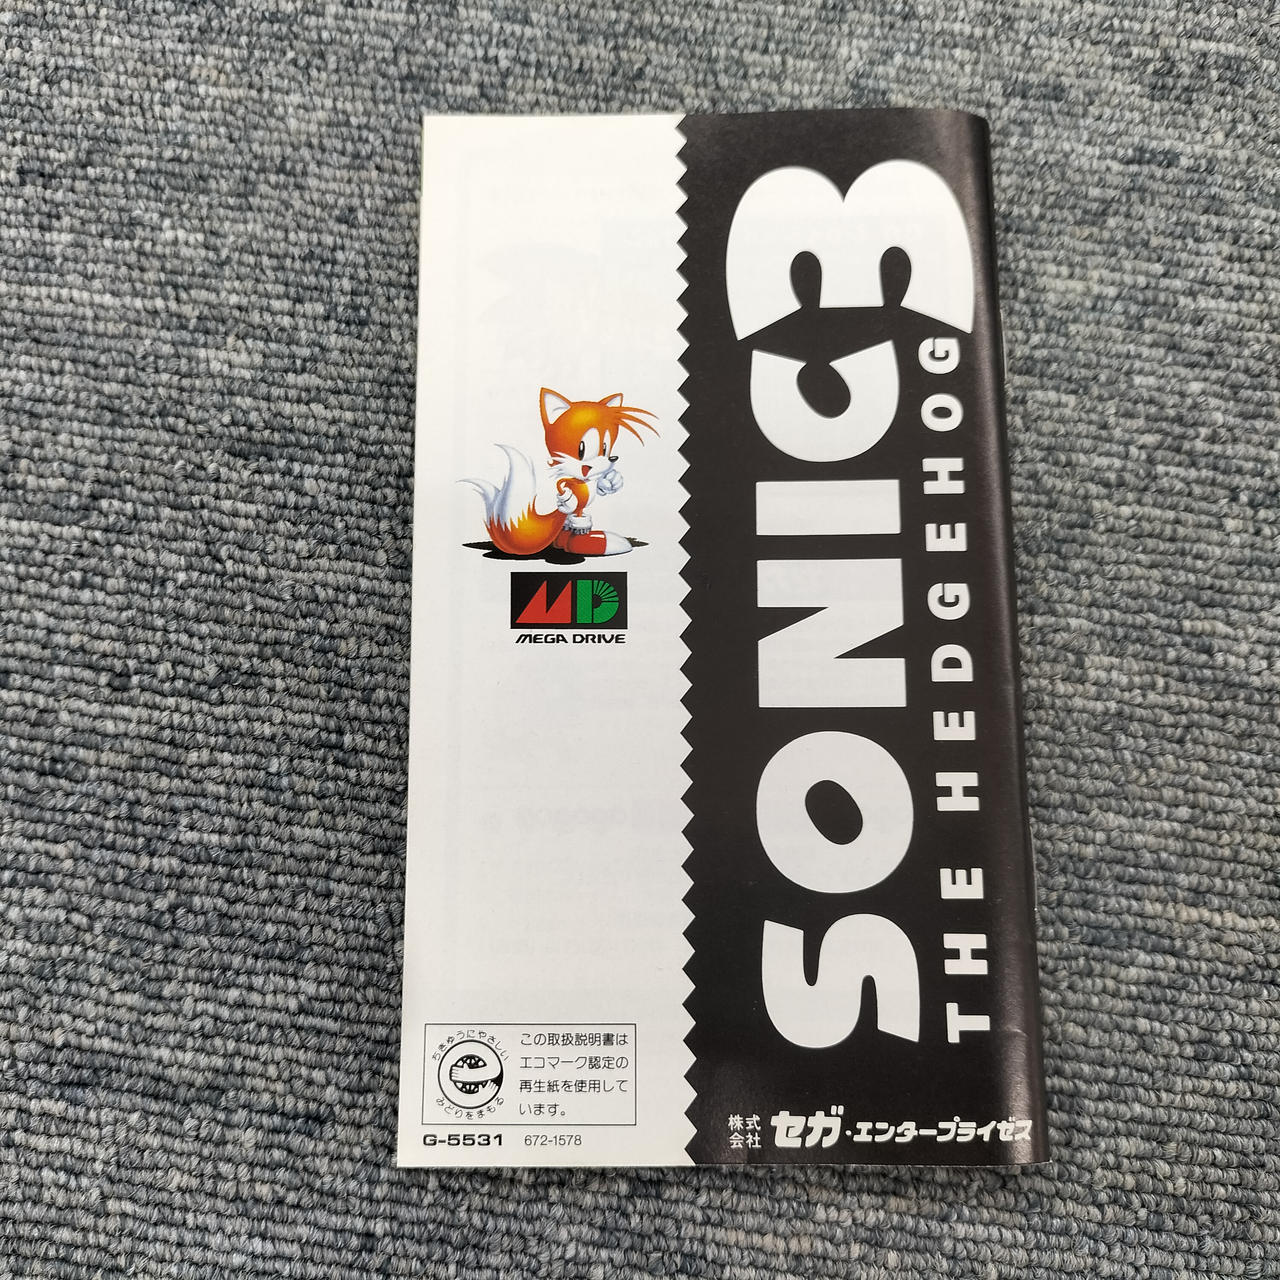 SONIC 3
THE HEDGEHOG
MD
MEGA DRIVE
ちきゅうにやさしい
e
みどりをまもる
この取扱説明書は
エコマーク認定の
再生紙を使用して
います。
G-5531 672-1578
株式会社 セガ・エンタープライゼス